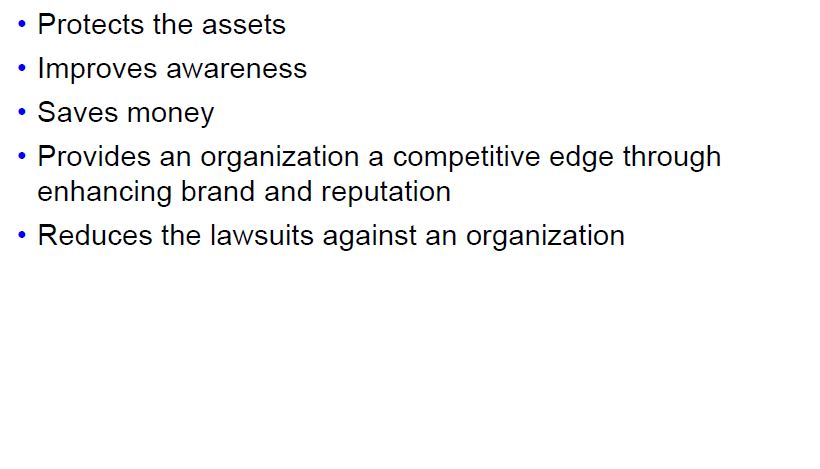 • Protects the assets
• Improves awareness
• Saves money
• Provides an organization a competitive edge through
enhancing brand and reputation
• Reduces the lawsuits against an organization